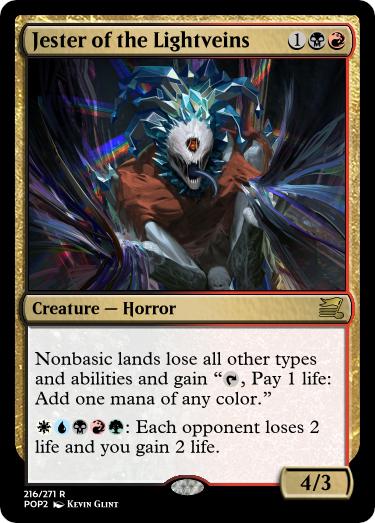 Jester of the Lightveins 1
Creature — Horror
Nonbasic lands lose all other types
and abilities and gain “, Pay 1 life:
Add one mana of any color.”
: Each opponent loses 2
life and you gain 2 life.
4/3
216/271 R
POP2 Kevin Glint